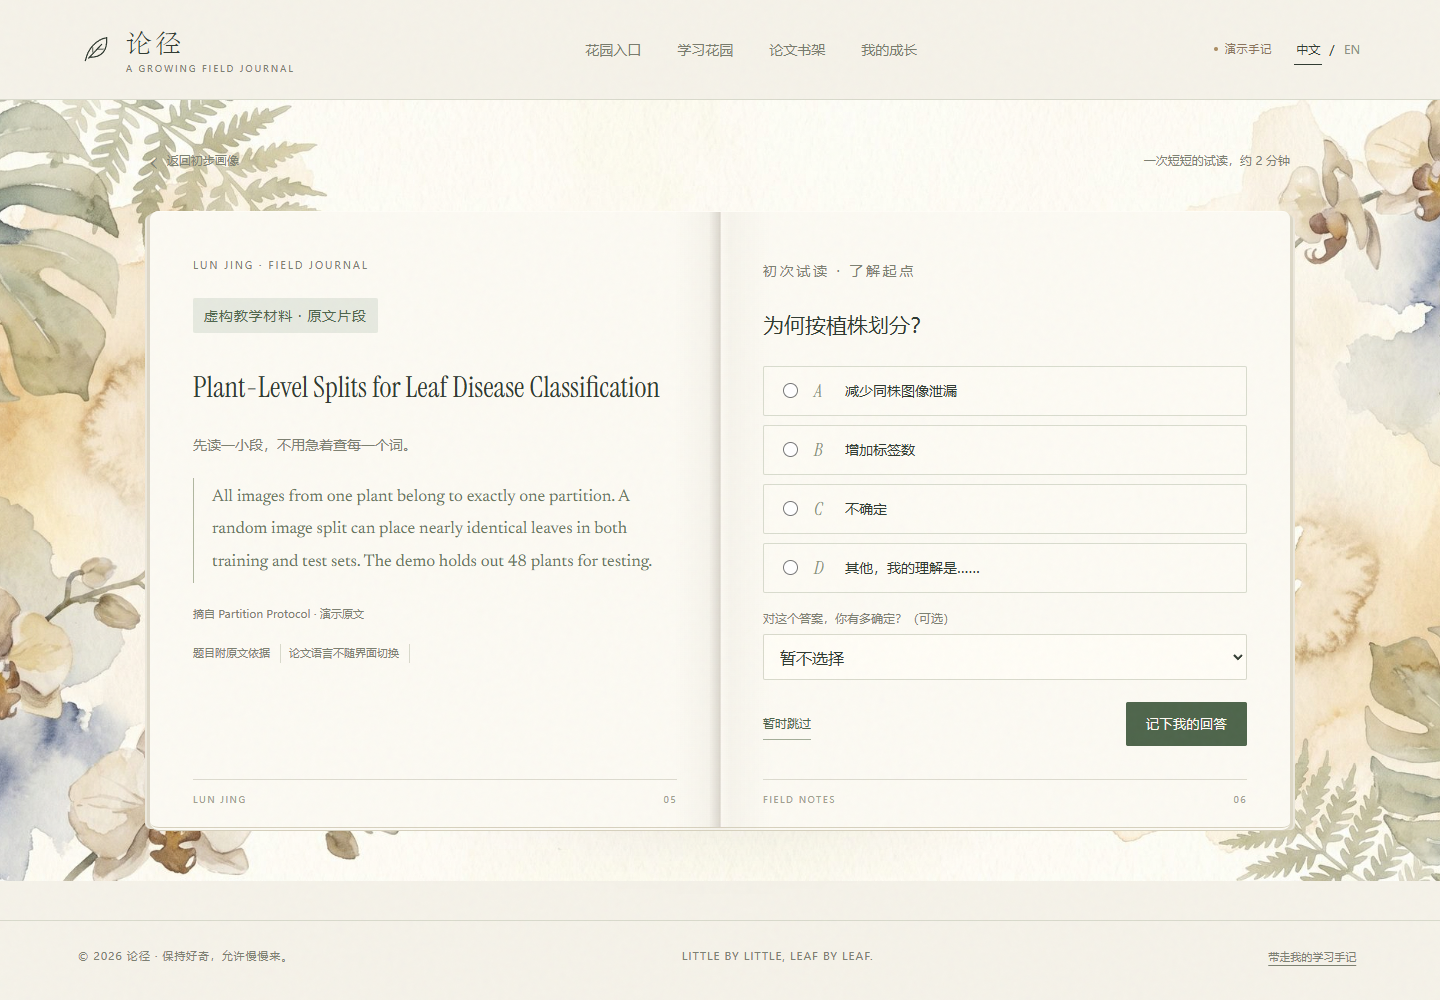 论径
A GROWING FIELD JOURNAL
花园入口
学习花园
论文书架
我的成长
演示手记
中文 / EN
返回初步画像
一次短短的试读，约 2 分钟
LUN JING · FIELD JOURNAL
虚构教学材料 · 原文片段
Plant-Level Splits for Leaf Disease Classification
先读一小段，不用急着查每一个词。
All images from one plant belong to exactly one partition. A
random image split can place nearly identical leaves in both
training and test sets. The demo holds out 48 plants for testing.
摘自 Partition Protocol · 演示原文
题目附原文依据
论文语言不随界面切换
LUN JING
05
初次试读 · 了解起点
为何按植株划分？
A 减少同株图像泄漏
B 增加标签数
C 不确定
D 其他，我的理解是……
对这个答案，你有多确定？（可选）
暂不选择
暂时跳过
记下我的回答
FIELD NOTES
06
© 2026 论径 · 保持好奇，允许慢慢来。
LITTLE BY LITTLE, LEAF BY LEAF.
带走我的学习手记